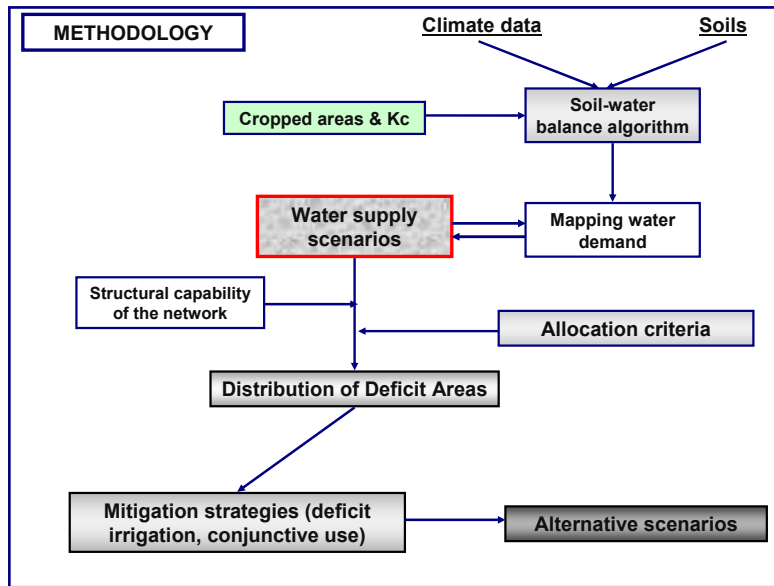 METHODOLOGY
Climate data
Soils
Soil-water
balance algorithm
Cropped areas & Kc
Water supply
scenarios
Mapping water
demand
Structural capability
of the network
Allocation criteria
Distribution of Deficit Areas
Mitigation strategies (deficit
irrigation, conjunctive use)
Alternative scenarios